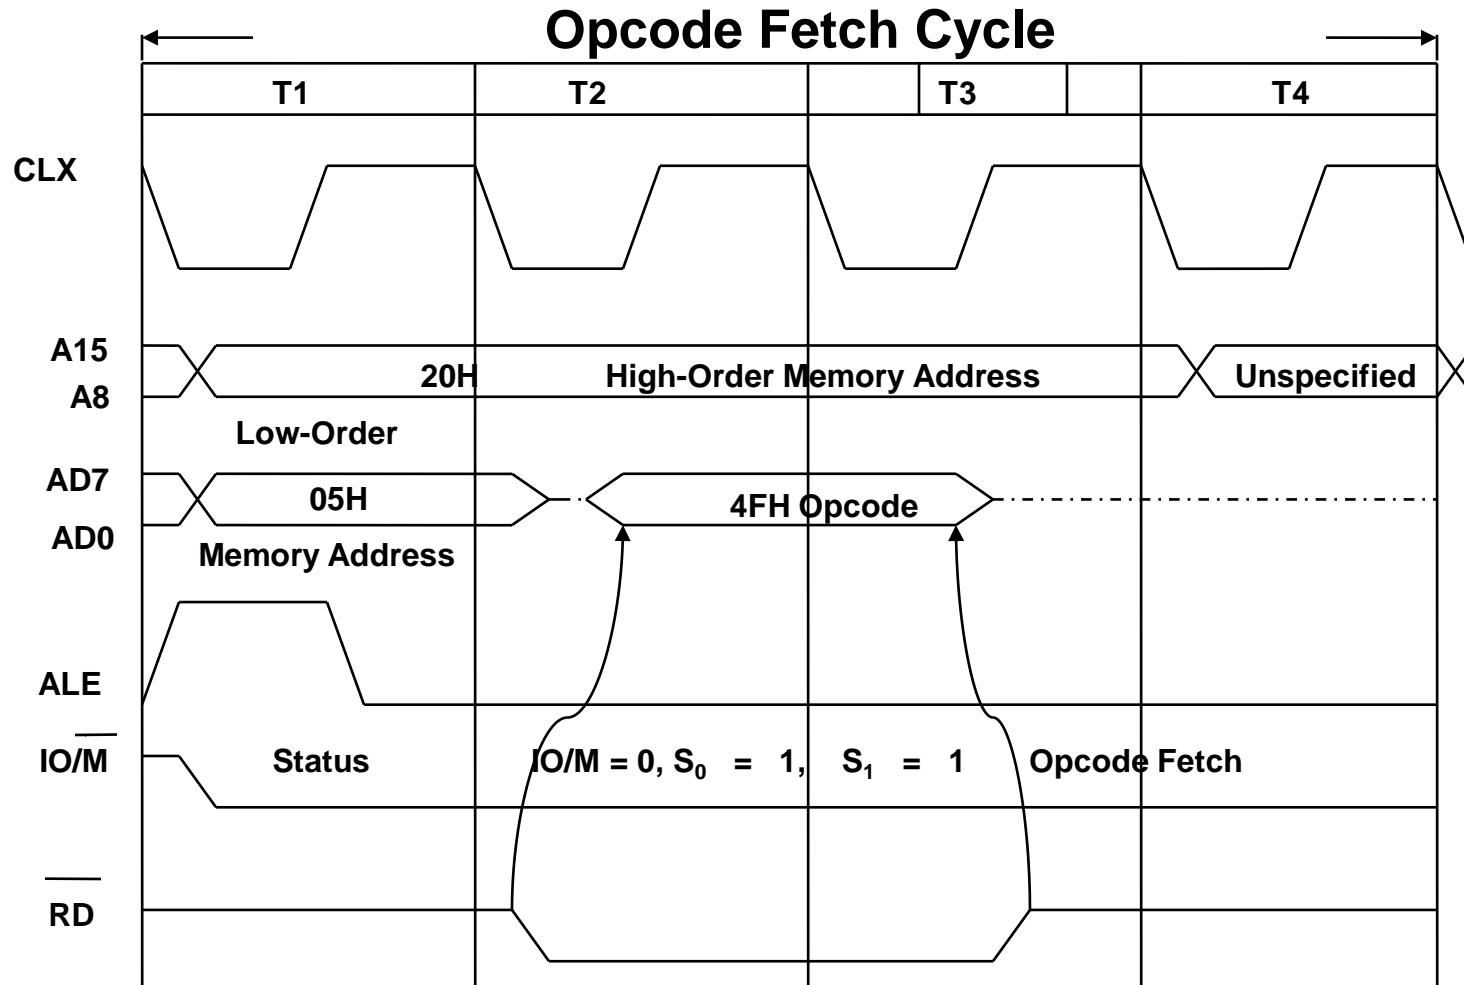 Opcode Fetch Cycle
T1 T2 T3 T4
CLX
A15
20H High-Order Memory Address Unspecified
A8
Low-Order
AD7
05H 4FH Opcode
AD0
Memory Address
ALE
IO/M̅ Status IO/M = 0, S₀ = 1, S₁ = 1 Opcode Fetch
R̅D̅